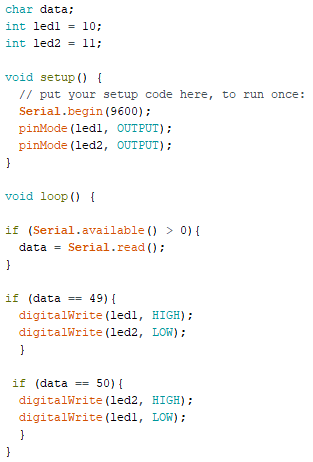 char data;
int led1 = 10;
int led2 = 11;

void setup() {
  // put your setup code here, to run once:
  Serial.begin(9600);
  pinMode(led1, OUTPUT);
  pinMode(led2, OUTPUT);
}

void loop() {

if (Serial.available() > 0){
  data = Serial.read();
}

if (data == 49){
  digitalWrite(led1, HIGH);
  digitalWrite(led2, LOW);
  }

 if (data == 50){
  digitalWrite(led2, HIGH);
  digitalWrite(led1, LOW);
  }
}